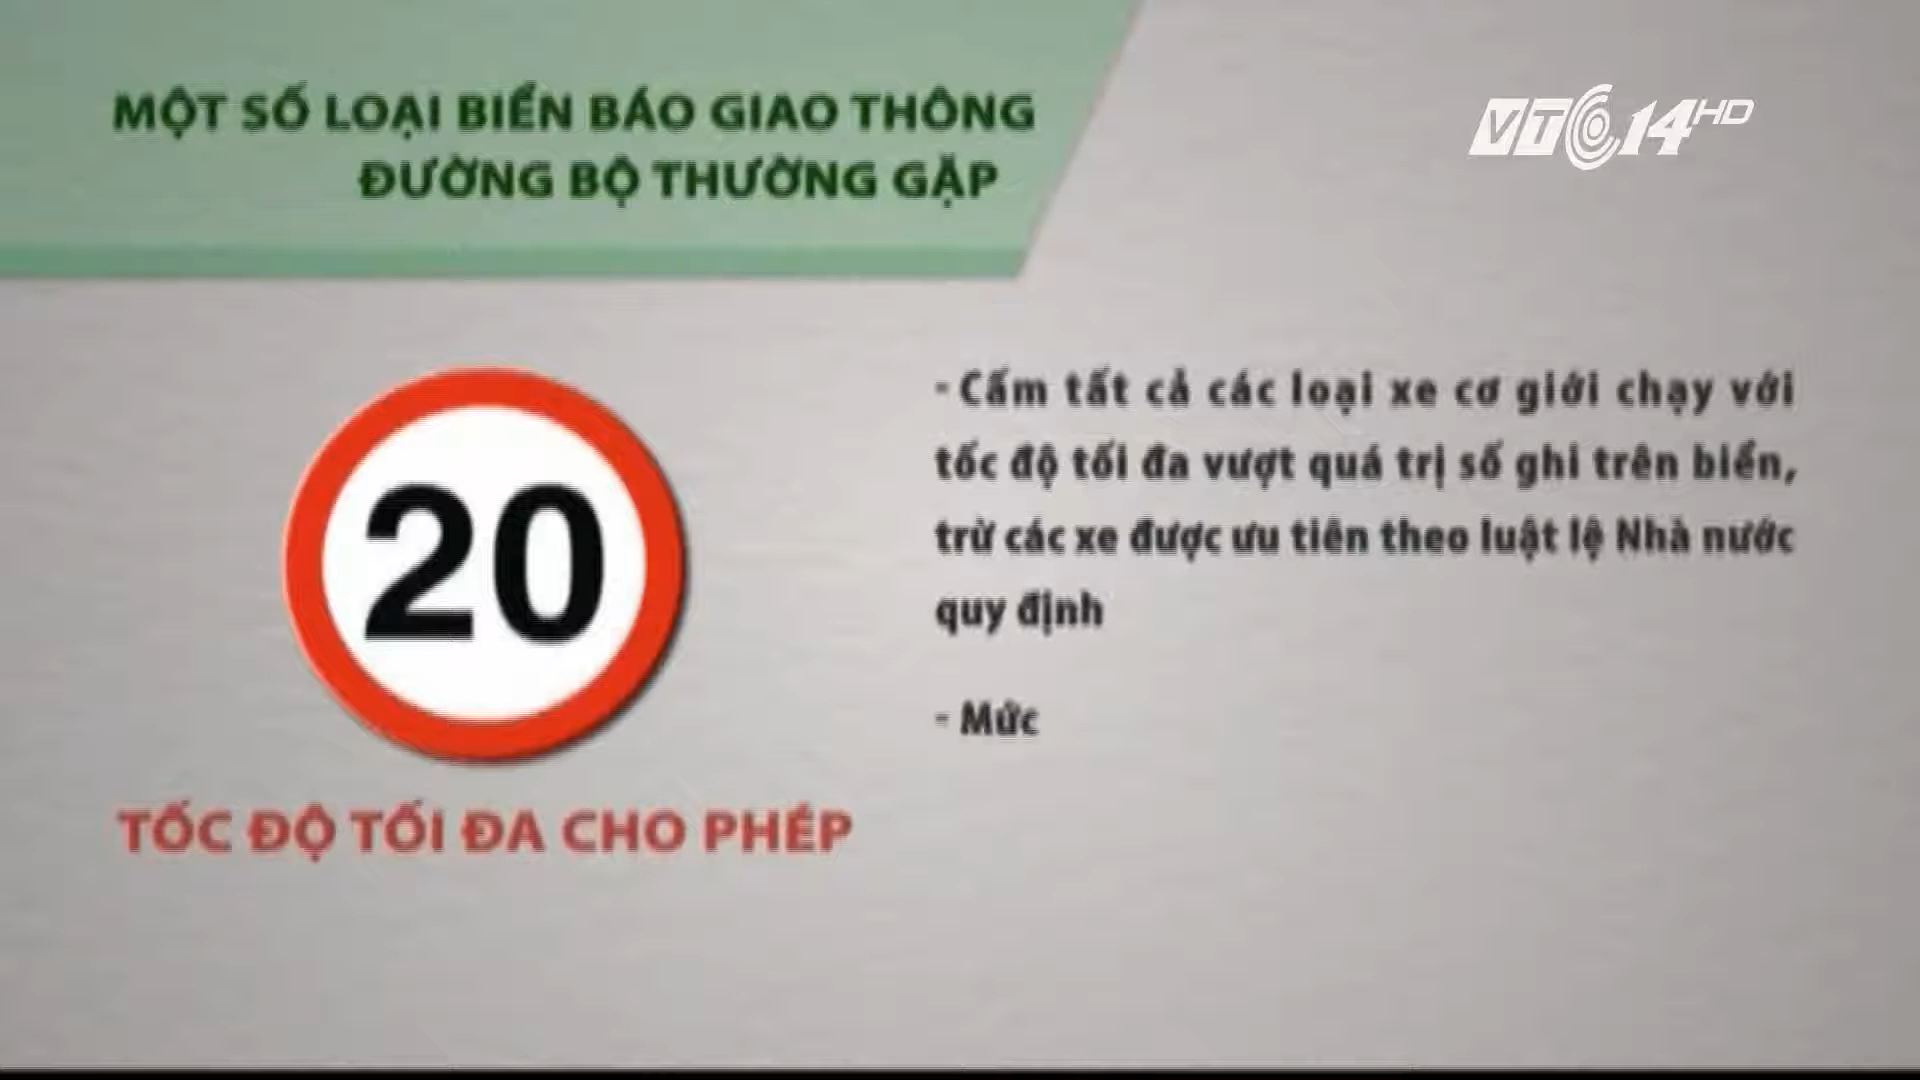 MỘT SỐ LOẠI BIỂN BÁO GIAO THÔNG
ĐƯỜNG BỘ THƯỜNG GẶP
VTC14 HD
20
- Cấm tất cả các loại xe cơ giới chạy với
tốc độ tối đa vượt quá trị số ghi trên biển,
trừ các xe được ưu tiên theo luật lệ Nhà nước
quy định
- Mức
TỐC ĐỘ TỐI ĐA CHO PHÉP